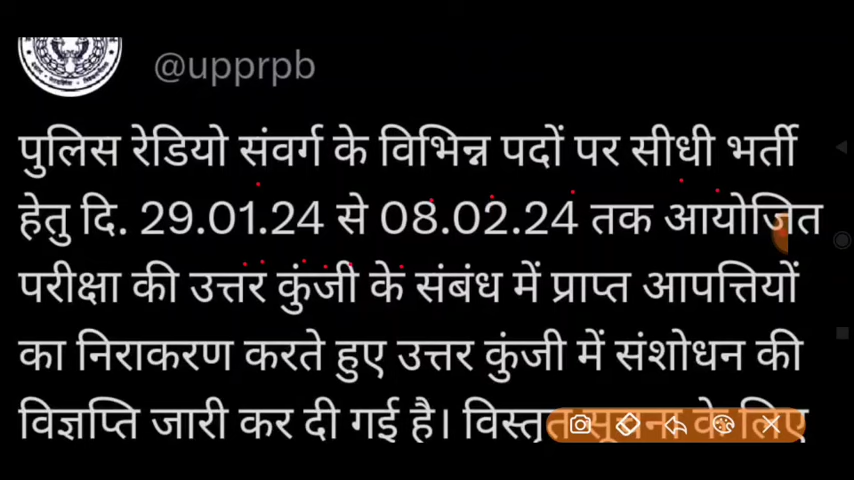 @upprpb
पुलिस रेडियो संवर्ग के विभिन्न पदों पर सीधी भर्ती
हेतु दि. 29.01.24 से 08.02.24 तक आयोजित
परीक्षा की उत्तर कुंजी के संबंध में प्राप्त आपत्तियों
का निराकरण करते हुए उत्तर कुंजी में संशोधन की
विज्ञप्ति जारी कर दी गई है। विस्तृत सूचना के लिए